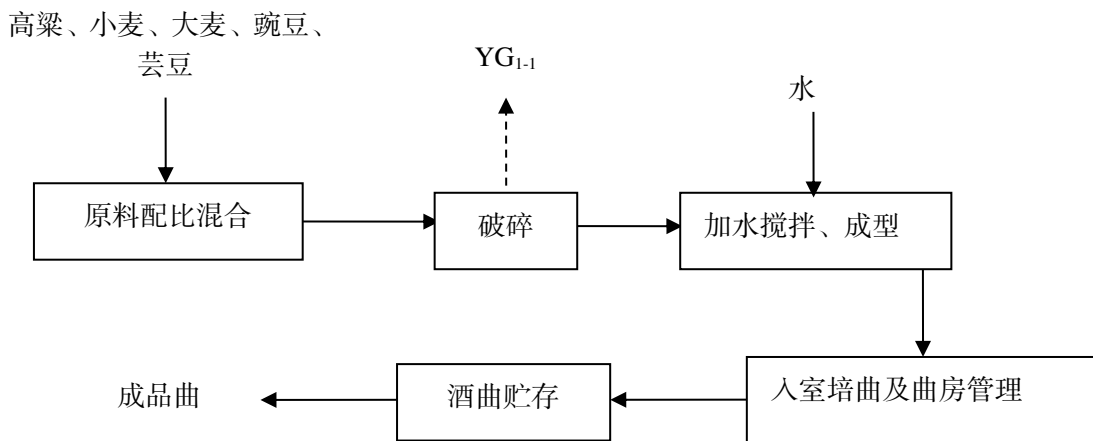 高粱、小麦、大麦、豌豆、
芸豆
YG1-1
水
原料配比混合
破碎
加水搅拌、成型
成品曲
酒曲贮存
入室培曲及曲房管理